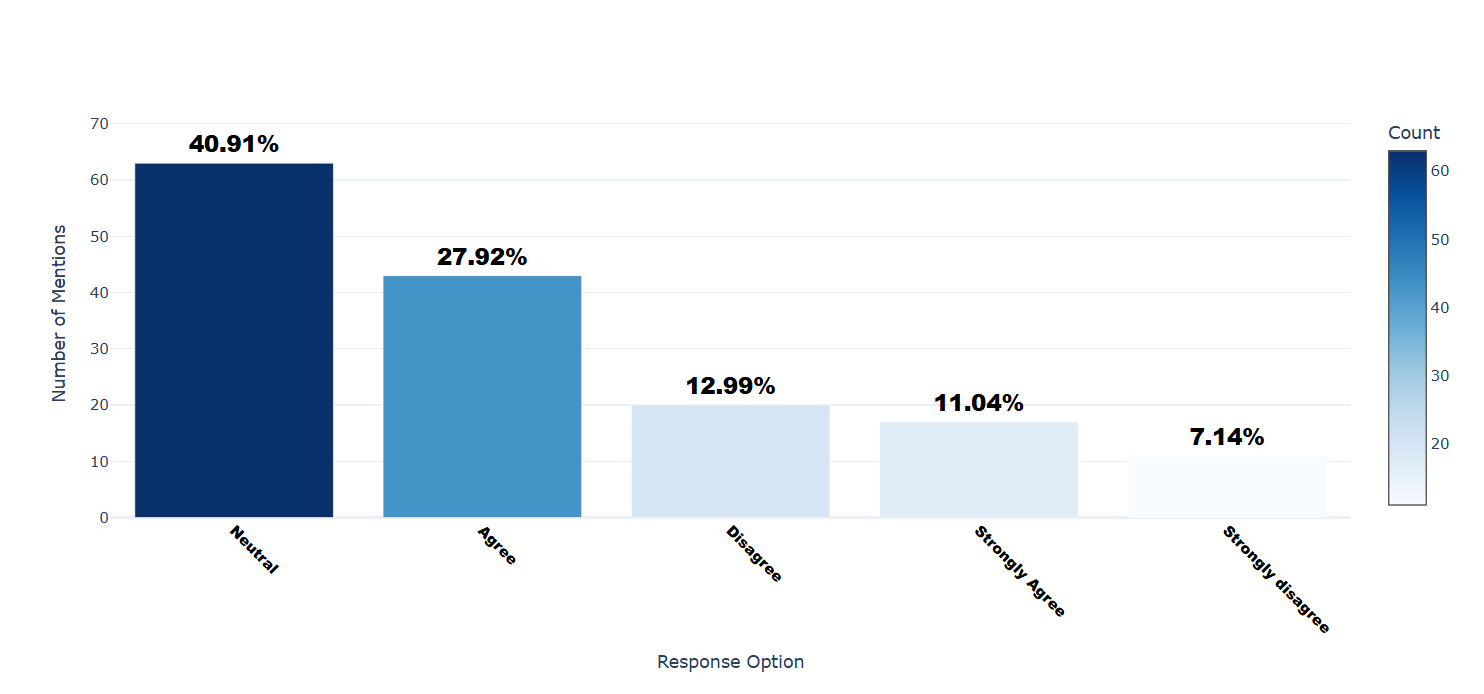 70
60
50
40
30
20
10
0
Number of Mentions
40.91%
27.92%
12.99%
11.04%
7.14%
Neutral
Agree
Disagree
Strongly Agree
Strongly disagree
Response Option
Count
60
50
40
30
20